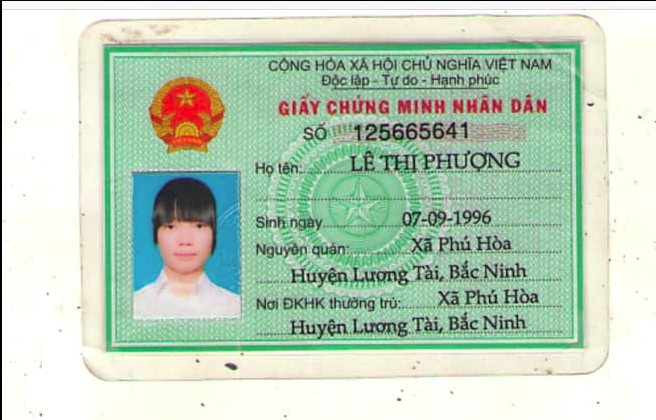 CỘNG HÒA XÃ HỘI CHỦ NGHĨA VIỆT NAM
Độc lập - Tự do - Hạnh phúc
GIẤY CHỨNG MINH NHÂN DÂN
SỐ 125665641
Họ tên: LÊ THỊ PHƯỢNG
Sinh ngày 07-09-1996
Nguyên quán: Xã Phú Hòa
Huyện Lương Tài, Bắc Ninh
Nơi ĐKHK thường trú: Xã Phú Hòa
Huyện Lương Tài, Bắc Ninh